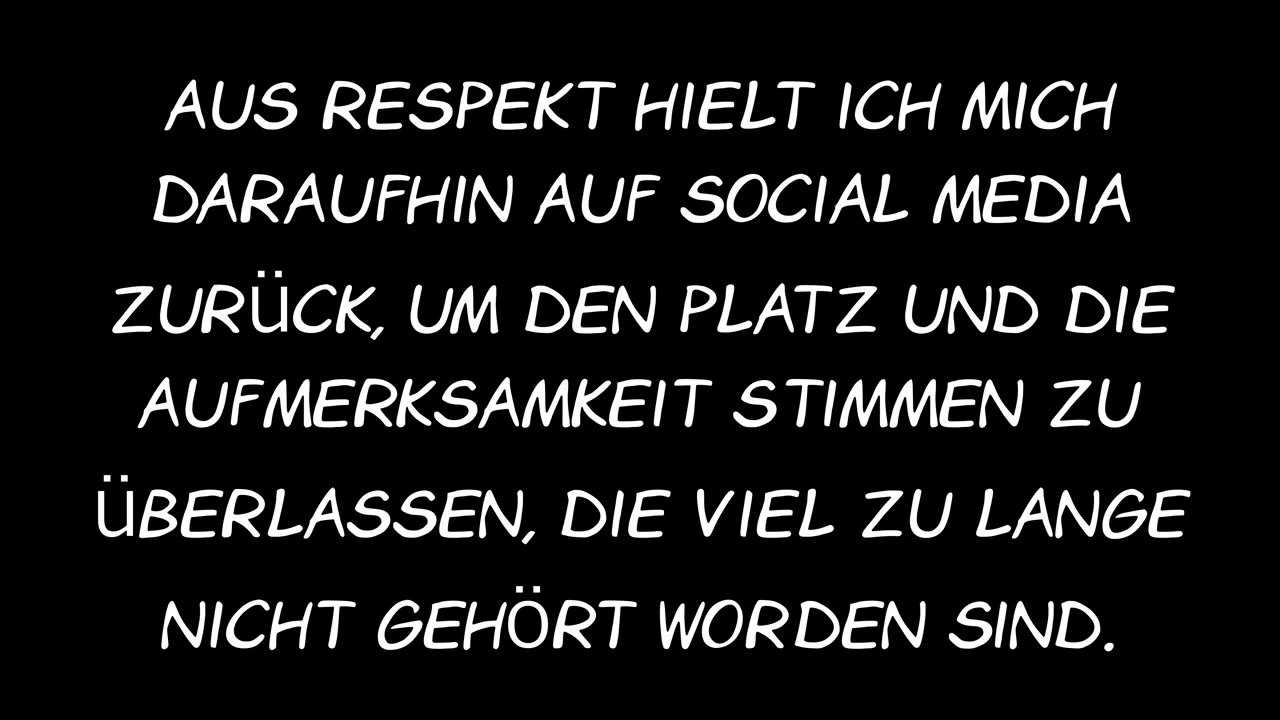 AUS RESPEKT HIELT ICH MICH
DARAUFHIN AUF SOCIAL MEDIA
ZURÜCK, UM DEN PLATZ UND DIE
AUFMERKSAMKEIT STIMMEN ZU
ÜBERLASSEN, DIE VIEL ZU LANGE
NICHT GEHÖRT WORDEN SIND.